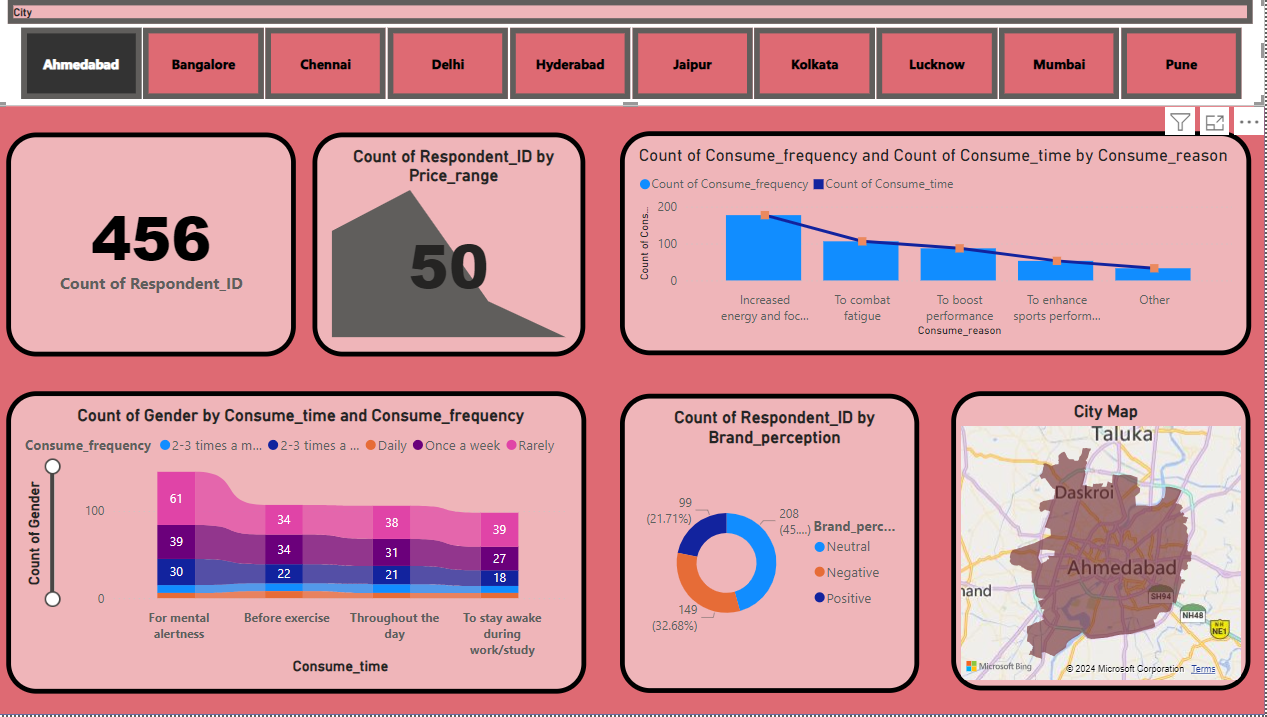 City
Ahmedabad Bangalore Chennai Delhi Hyderabad Jaipur Kolkata Lucknow Mumbai Pune
456
Count of Respondent_ID
Count of Respondent_ID by
Price_range
50
Count of Consume_frequency and Count of Consume_time by Consume_reason
Count of Consume_frequency Count of Consume_time
Count of Cons...
200
100
0
Increased
energy and foc...
To combat
fatigue
To boost
performance
To enhance
sports perform...
Other
Consume_reason
Count of Gender by Consume_time and Consume_frequency
Consume_frequency 2-3 times a m... 2-3 times a ... Daily Once a week Rarely
Count of Gender
100
0
61 34 38 39
39 34 31 27
30 22 21 18
For mental
alertness
Before exercise
Throughout the
day
To stay awake
during
work/study
Consume_time
Count of Respondent_ID by
Brand_perception
99
(21.71%)
208
(45....)
149
(32.68%)
Brand_perc...
Neutral
Negative
Positive
City Map
Taluka
Daskroi
Ahmedabad
SH94
hand
NH48
NE1
Microsoft Bing
© 2024 Microsoft Corporation Terms